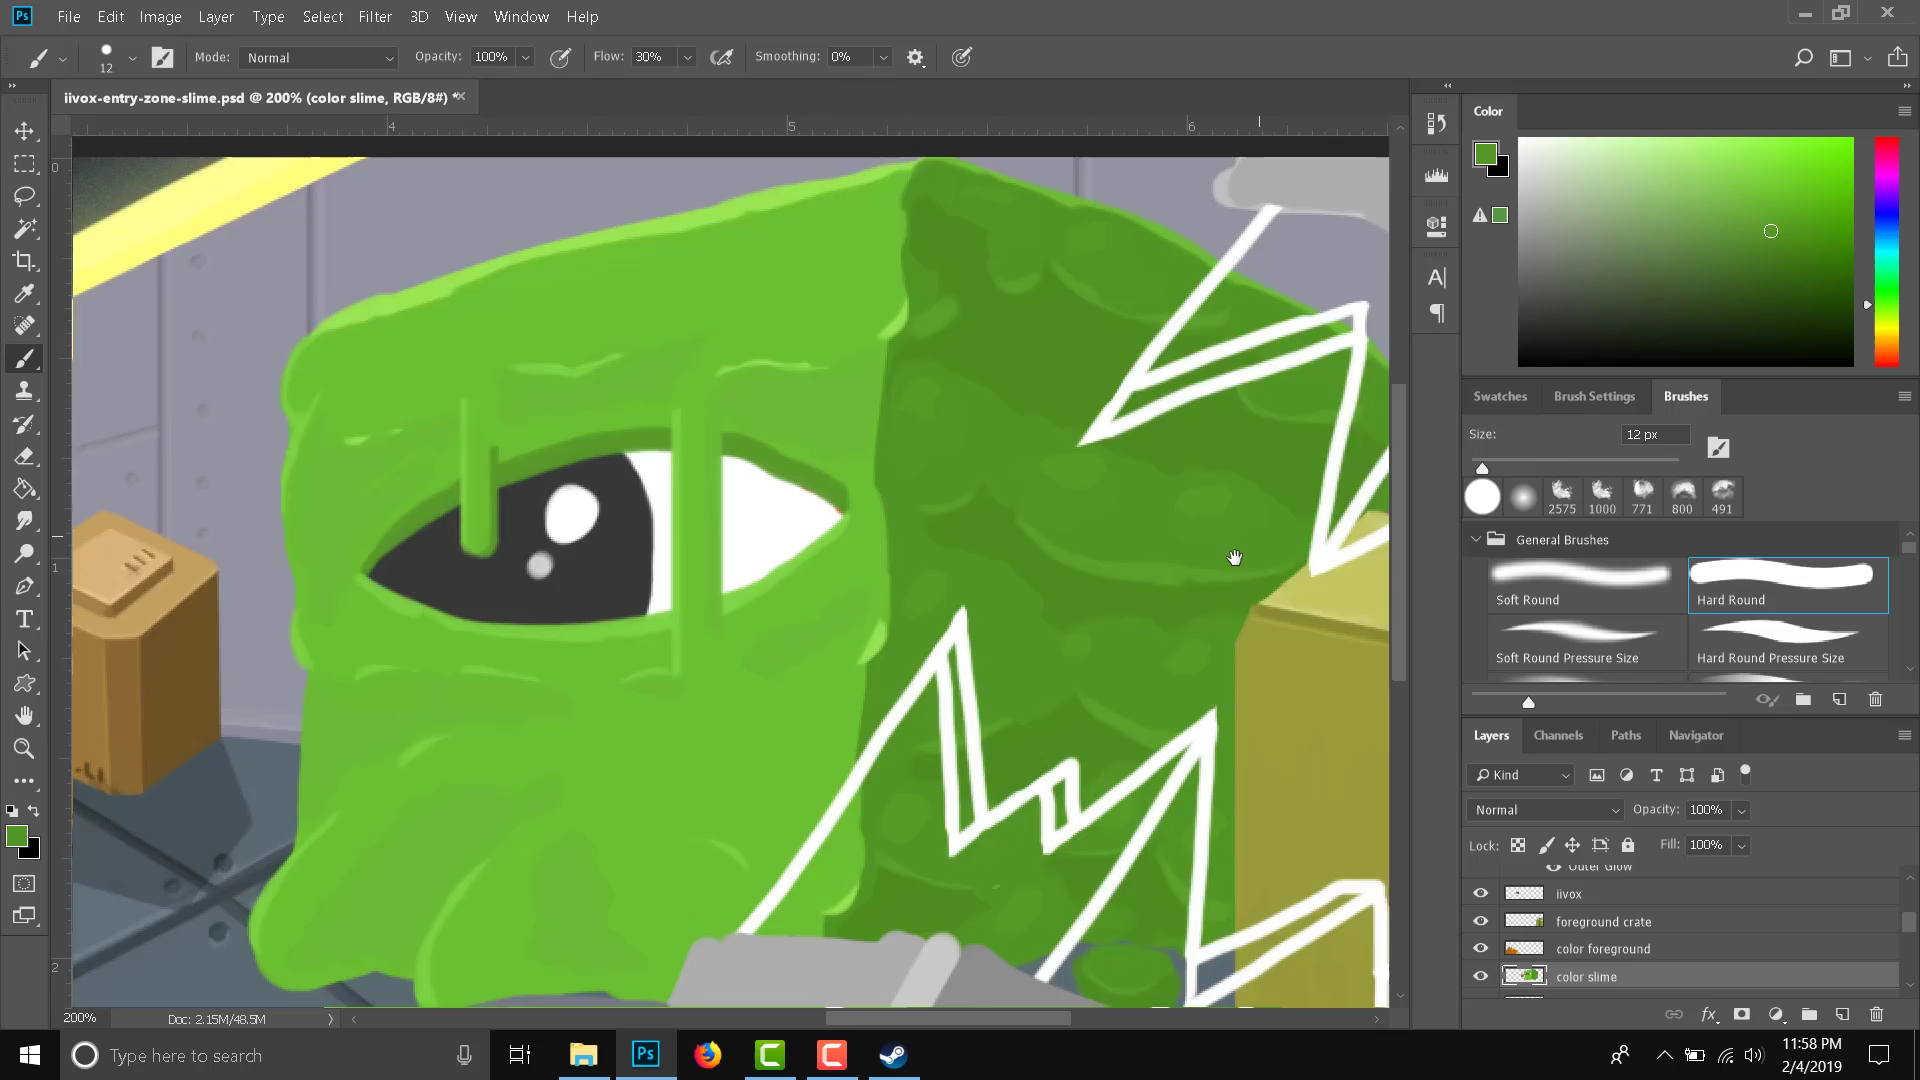 Ps File Edit Image Layer Type Select Filter 3D View Window Help
12 Mode: Normal Opacity: 100% Flow: 30% Smoothing: 0%
iivox-entry-zone-slime.psd @ 200% (color slime, RGB/8#) *
4 5 6
0
1
2
Color
Swatches Brush Settings Brushes
Size: 12 px
2575 1000 771 800 491
General Brushes
Soft Round Hard Round
Soft Round Pressure Size Hard Round Pressure Size
Layers Channels Paths Navigator
Kind
Normal Opacity: 100%
Lock: Fill: 100%
Outer Glow
iivox
foreground crate
color foreground
color slime
200% Doc: 2.15M/48.5M
Type here to search
Ps
11:58 PM
2/4/2019